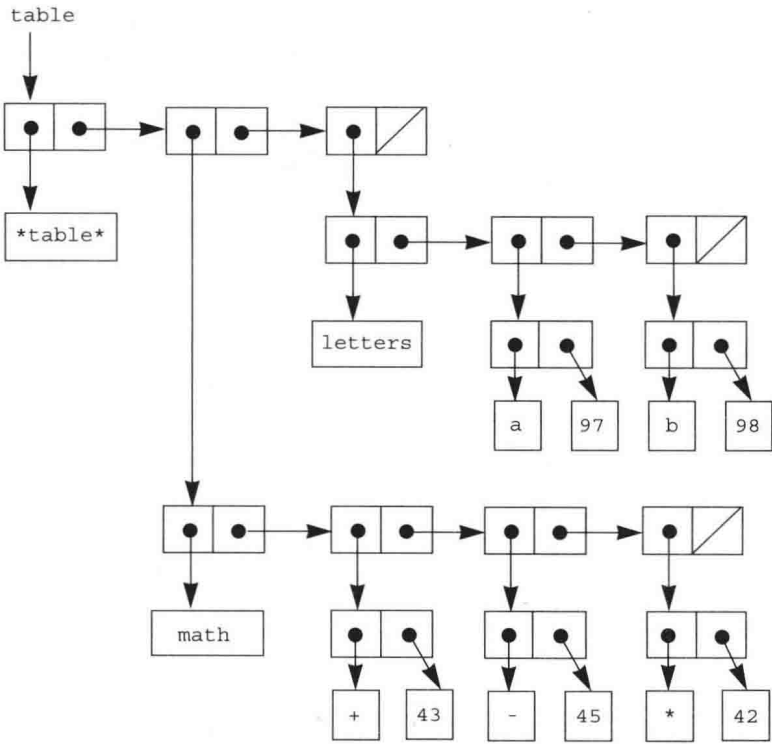 table
*table*
letters
a 97 b 98
math
+ 43 - 45 * 42